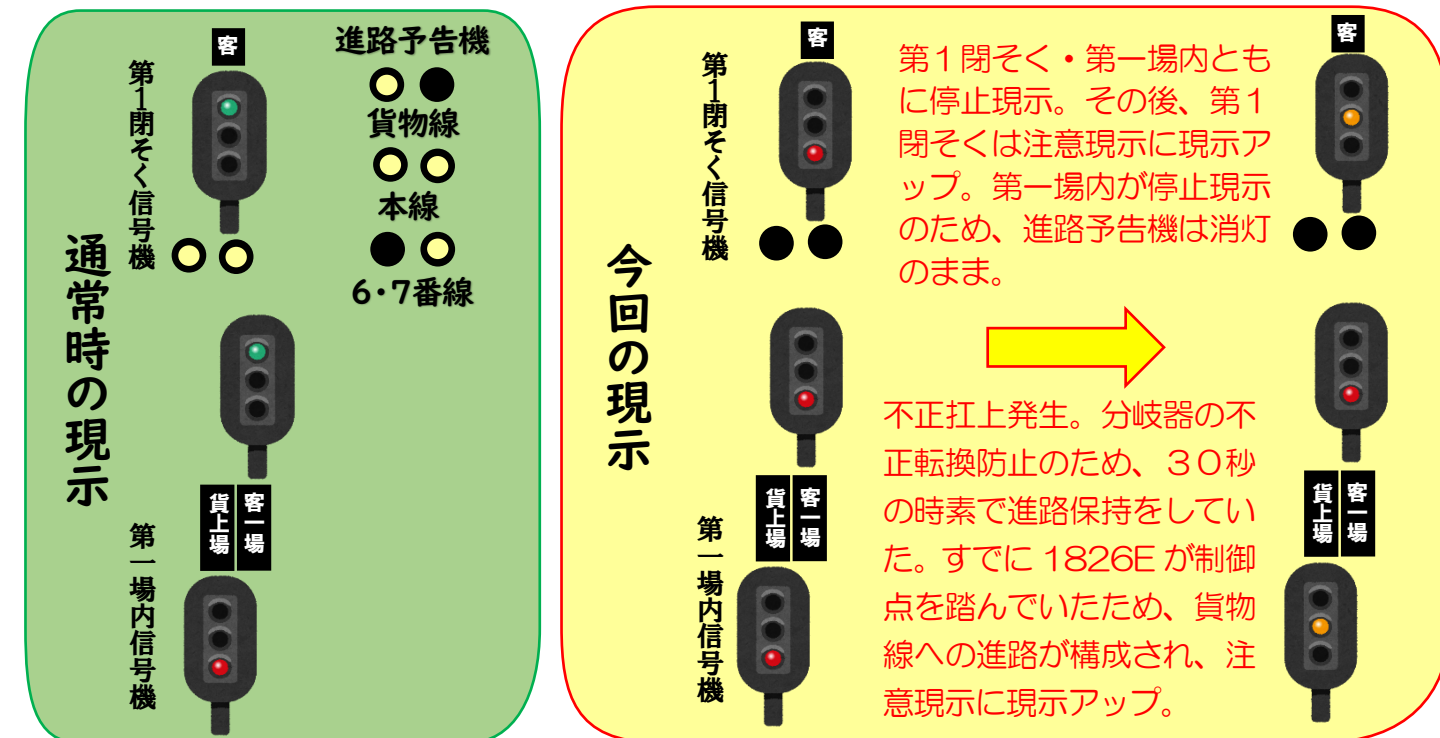 通常時の現示
客
第1閉そく信号機
進路予告機
貨物線
本線
6・7番線
貨上場
客一場
第一場内信号機
今回の現示
客
第1閉そく信号機
第1閉そく・第一場内とも
に停止現示。その後、第1
閉そくは注意現示に現示ア
ップ。第一場内が停止現示
のため、進路予告機は消灯
のまま。
客
貨上場
客一場
第一場内信号機
不正扛上発生。分岐器の不
正転換防止のため、30秒
の時素で進路保持をしてい
た。すでに1826Eが制御
点を踏んでいたため、貨物
線への進路が構成され、注
意現示に現示アップ。
貨上場
客一場